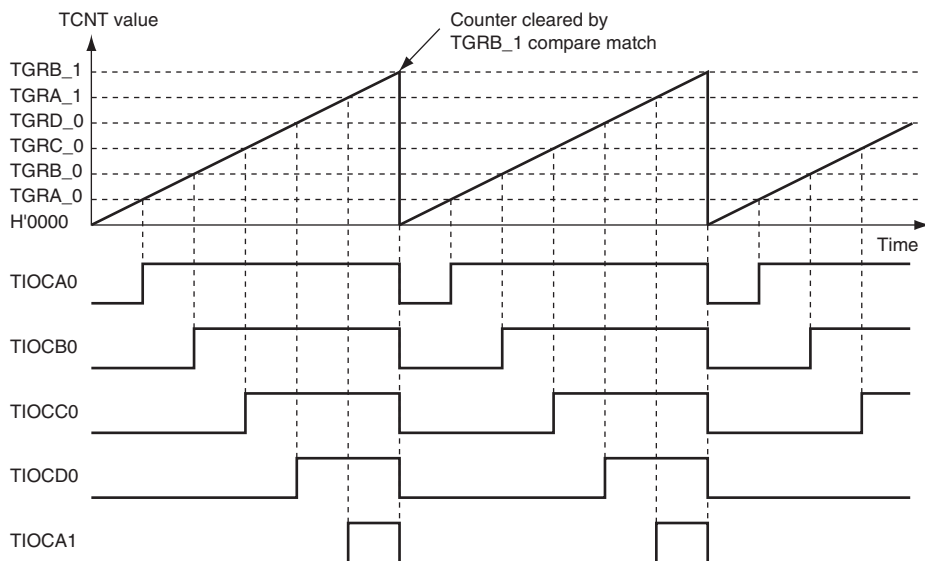 TCNT value
Counter cleared by
TGRB_1 compare match
TGRB_1
TGRA_1
TGRD_0
TGRC_0
TGRB_0
TGRA_0
H'0000
Time
TIOCA0
TIOCB0
TIOCC0
TIOCD0
TIOCA1